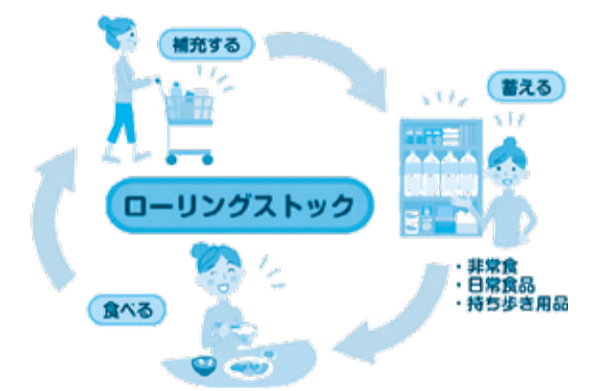 補充する
蓄える
ローリングストック
・非常食
・日常食品
・持ち歩き用品
食べる